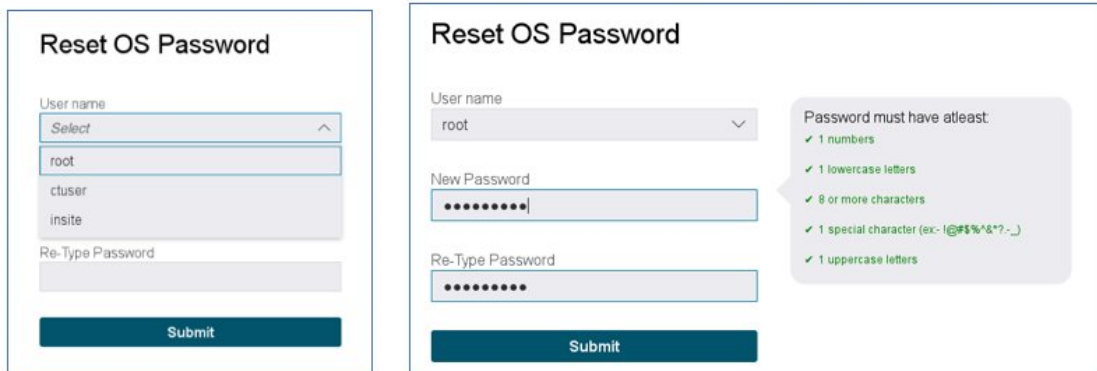 Reset OS Password
User name
Select
root
ctuser
insite
Re-Type Password
Submit
Reset OS Password
User name
root
New Password
●●●●●●●●●
Re-Type Password
●●●●●●●●●
Submit
Password must have atleast:
✔ 1 numbers
✔ 1 lowercase letters
✔ 8 or more characters
✔ 1 special character (ex:- !@#$%^&*?.-_)
✔ 1 uppercase letters